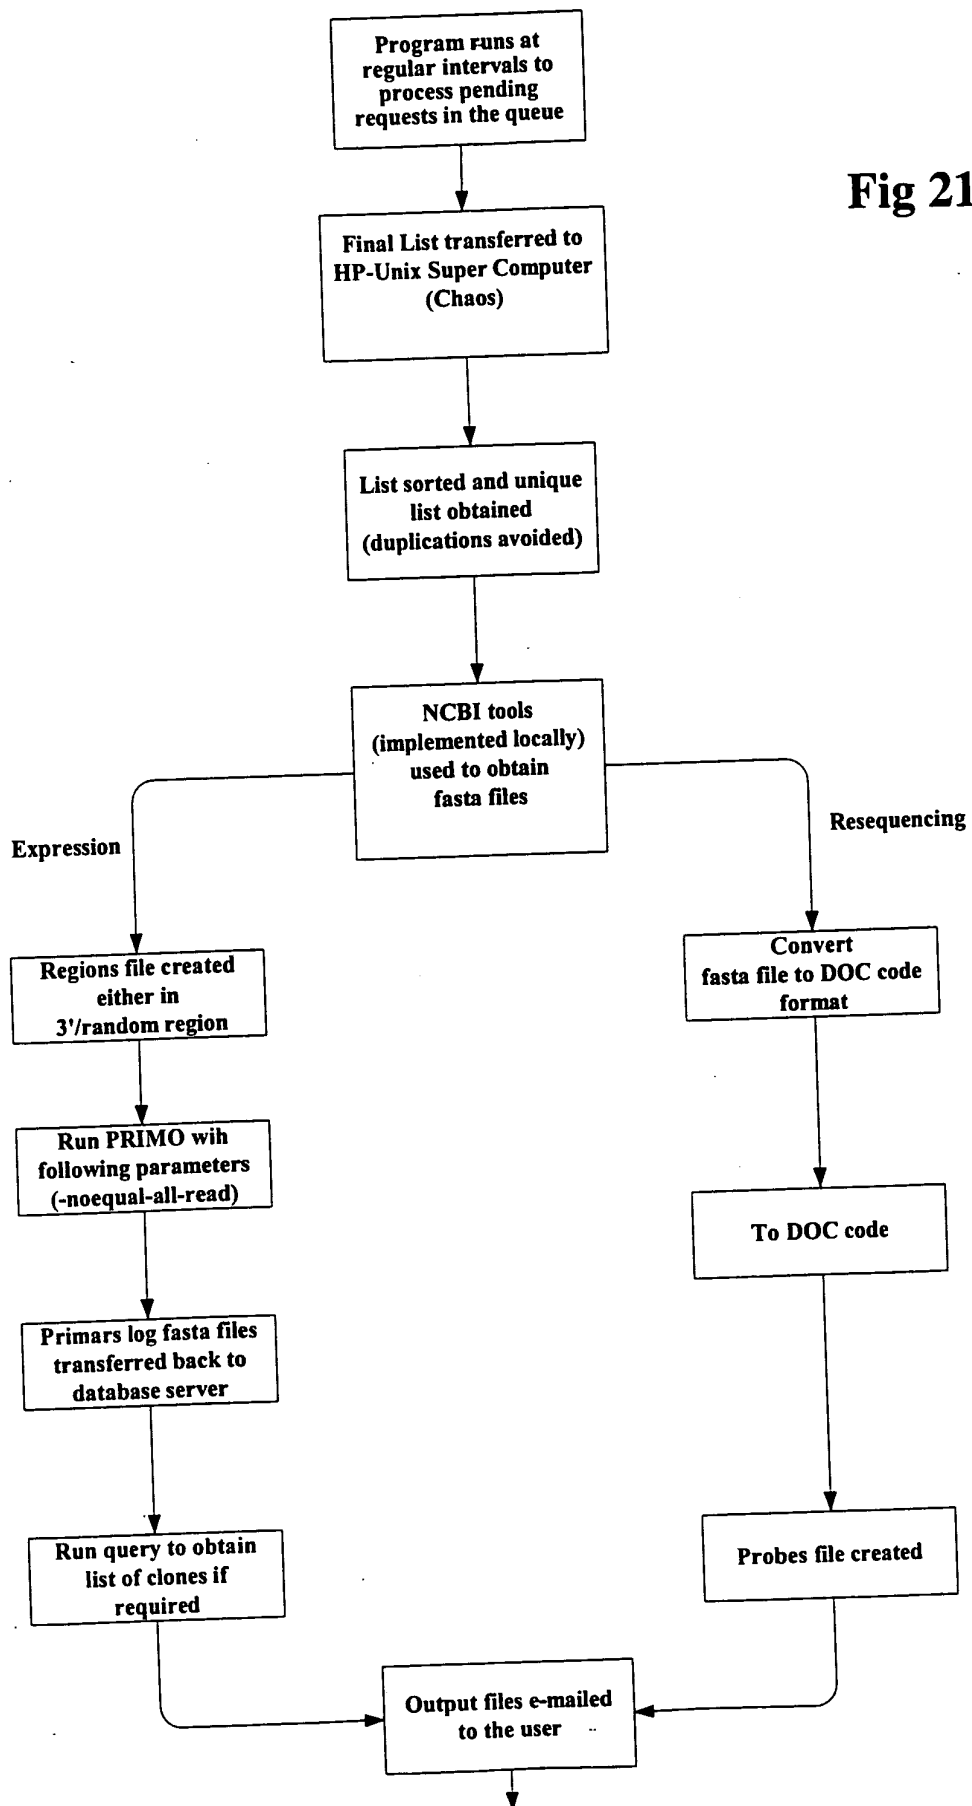 Program runs at
regular intervals to
process pending
requests in the queue
Fig 21
Final List transferred to
HP-Unix Super Computer
(Chaos)
List sorted and unique
list obtained
(duplications avoided)
NCBI tools
(implemented locally)
used to obtain
fasta files
Expression
Resequencing
Regions file created
either in
3'/random region
Convert
fasta file to DOC code
format
Run PRIMO wih
following parameters
(-noequal-all-read)
To DOC code
Primars log fasta files
transferred back to
database server
Run query to obtain
list of clones if
required
Probes file created
Output files e-mailed
to the user